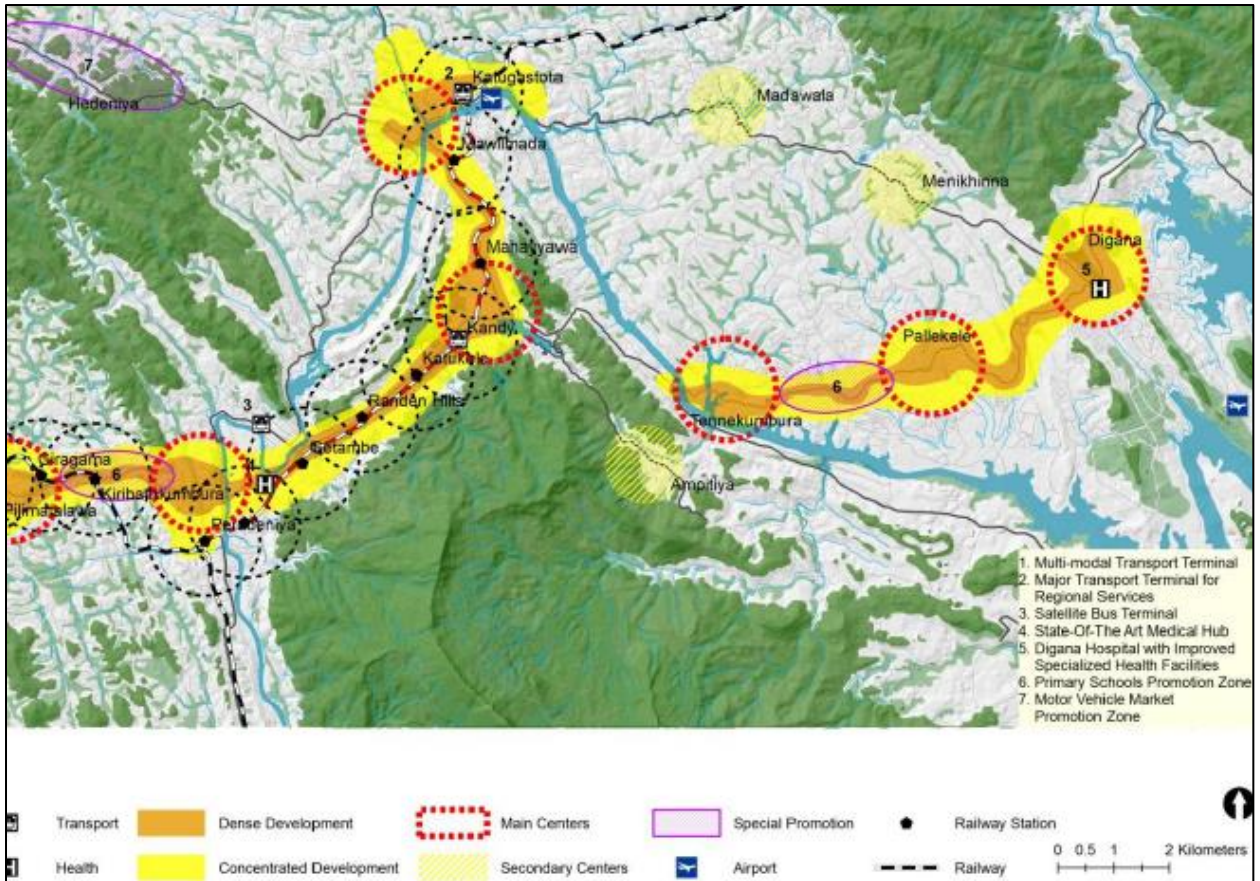 7
Hedeniya
2
Katugastota
Madawala
Mawilmada
Menikhinna
Mahaiyawa
Digana
5
H
Kandy
Pallekele
Randen Hills
6
3
Tennekumbura
Getambe
Giragama
6
H
Ampitiya
Pilimatalawa
Peradeniya
1. Multi-modal Transport Terminal
2. Major Transport Terminal for
Regional Services
3. Satellite Bus Terminal
4. State-Of-The Art Medical Hub
5. Digana Hospital with Improved
Specialized Health Facilities
6. Primary Schools Promotion Zone
7. Motor Vehicle Market
Promotion Zone
Transport
Dense Development
Main Centers
Special Promotion
Railway Station
0 0.5 1 2 Kilometers
H
Health
Concentrated Development
Secondary Centers
Airport
Railway